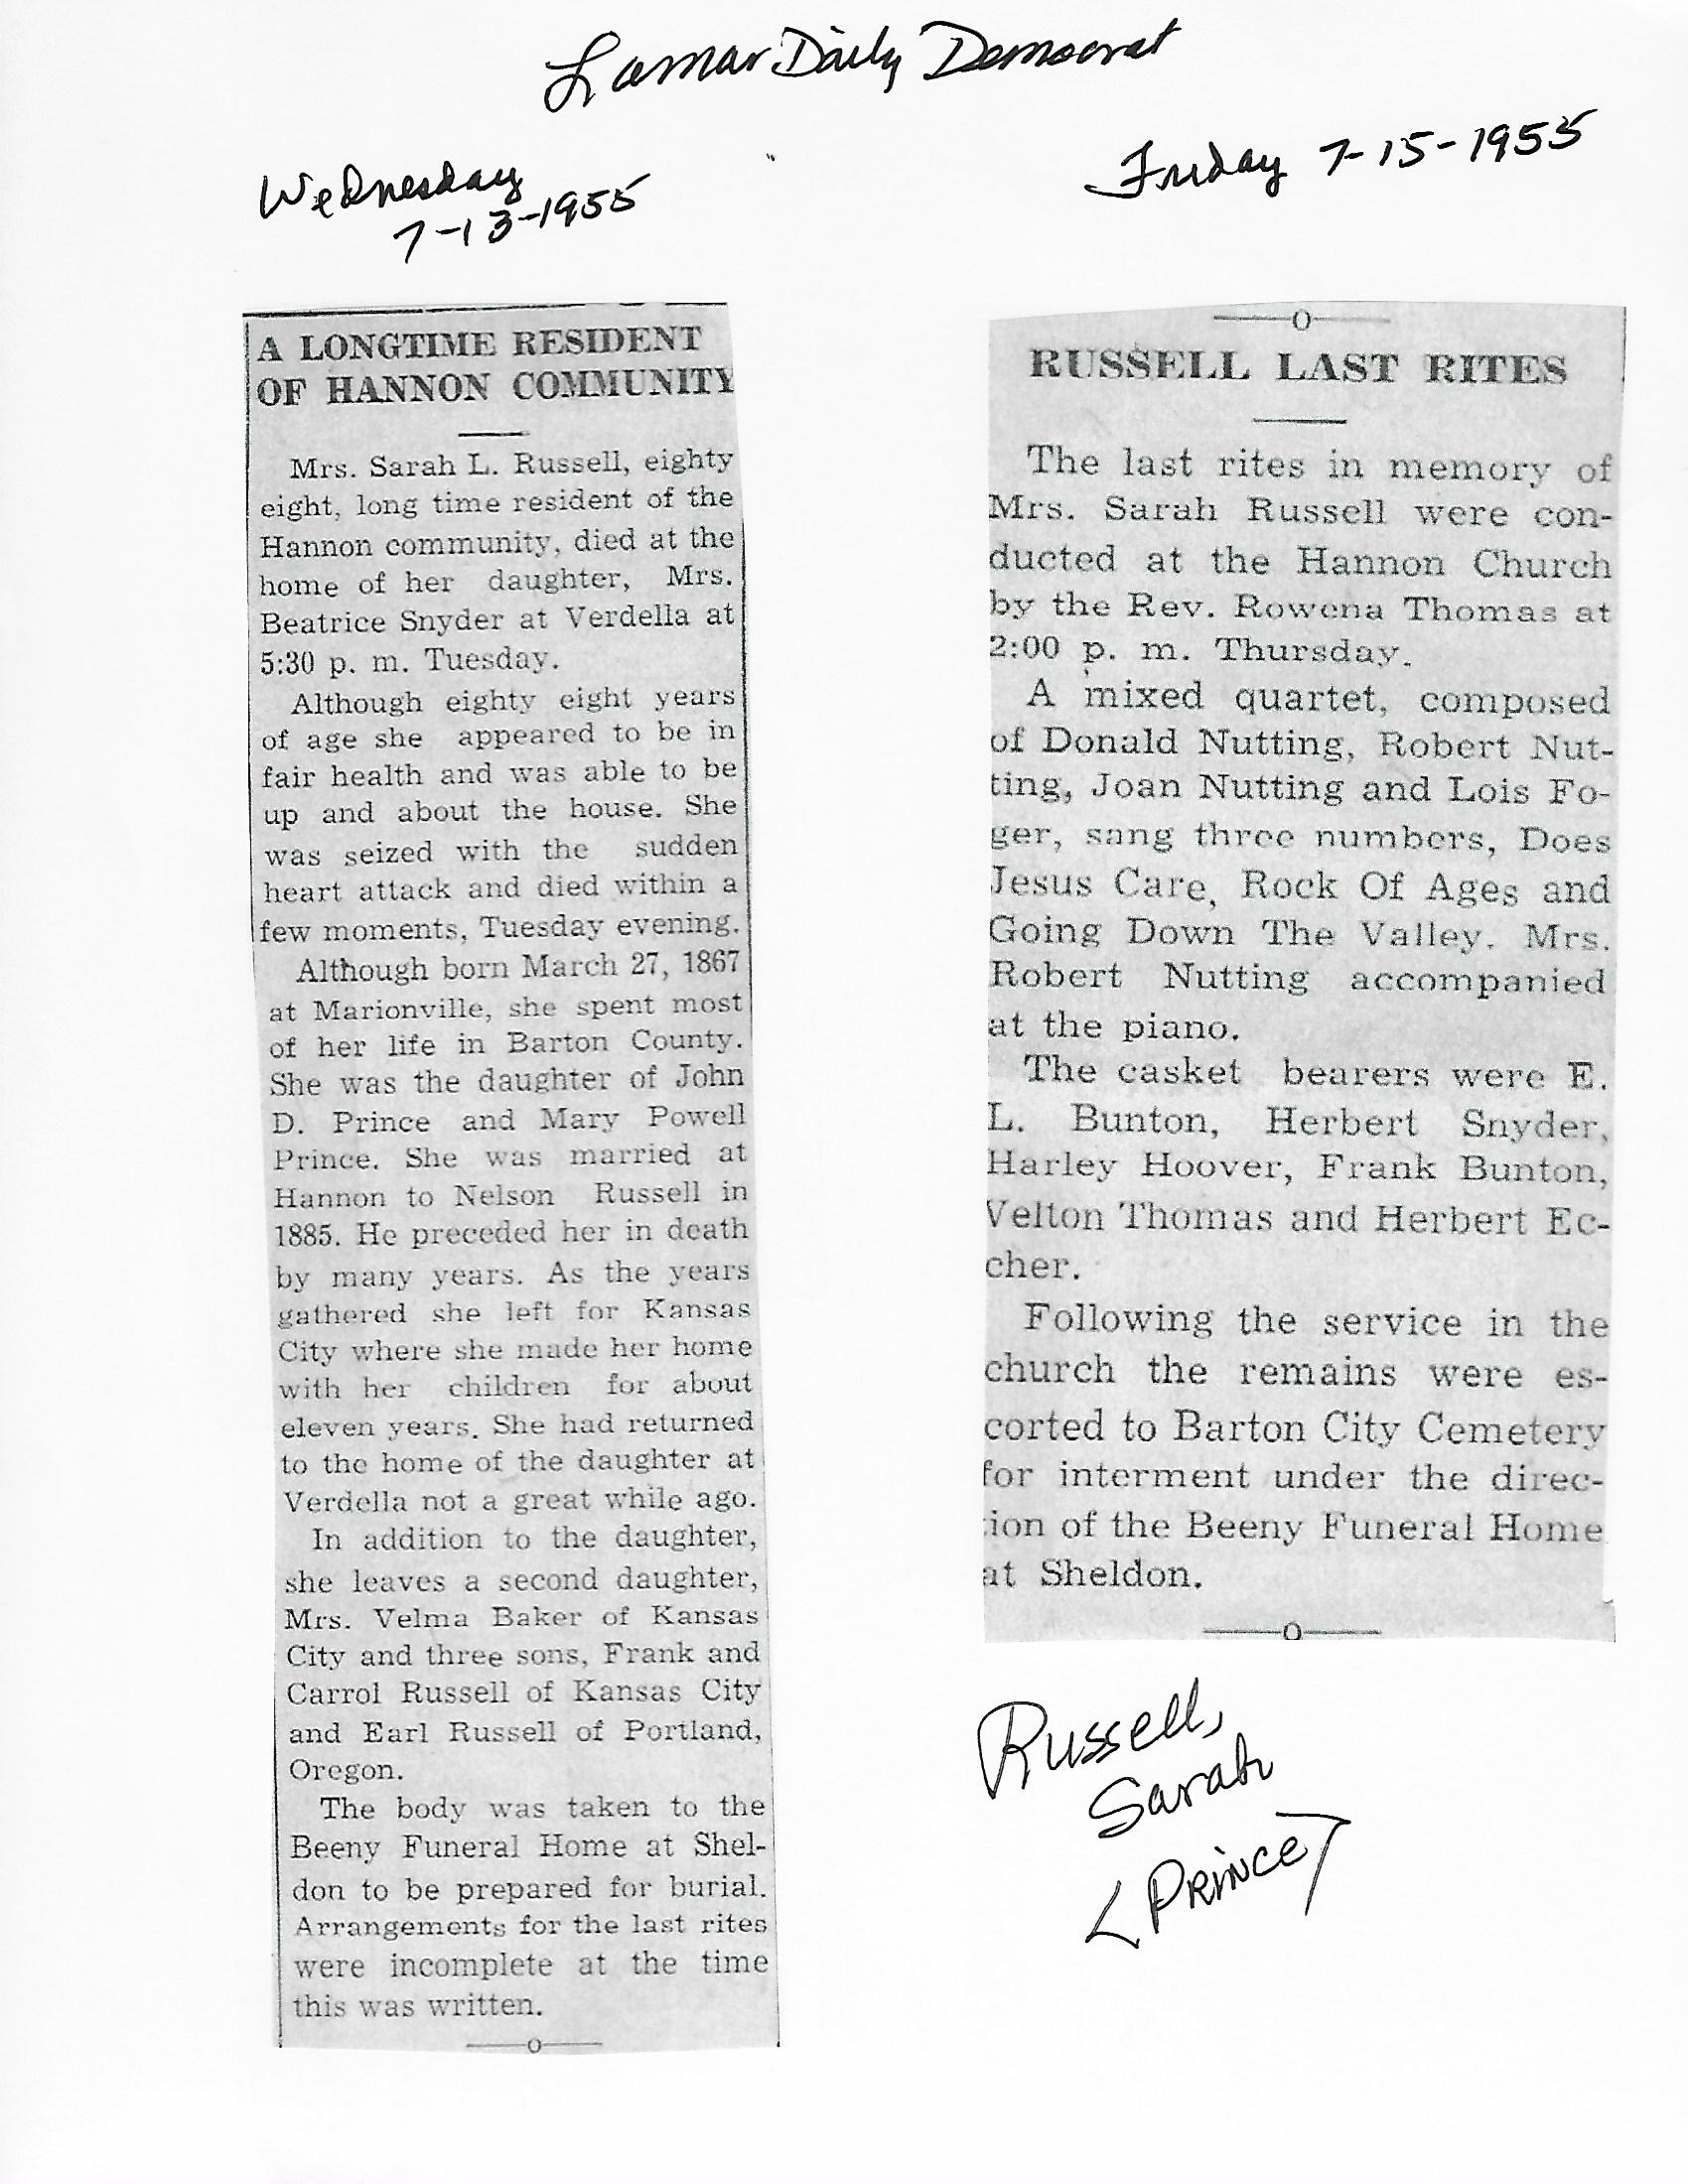 Lamar Daily Democrat
Wednesday
7-13-1955
A LONGTIME RESIDENT
OF HANNON COMMUNITY
Mrs. Sarah L. Russell, eighty
eight, long time resident of the
Hannon community, died at the
home of her daughter, Mrs.
Beatrice Snyder at Verdella at
5:30 p. m. Tuesday.
Although eighty eight years
of age she appeared to be in
fair health and was able to be
up and about the house. She
was seized with the sudden
heart attack and died within a
few moments, Tuesday evening.
Although born March 27, 1867
at Marionville, she spent most
of her life in Barton County.
She was the daughter of John
D. Prince and Mary Powell
Prince. She was married at
Hannon to Nelson Russell in
1885. He preceded her in death
by many years. As the years
gathered she left for Kansas
City where she made her home
with her children for about
eleven years. She had returned
to the home of the daughter at
Verdella not a great while ago.
In addition to the daughter,
she leaves a second daughter,
Mrs. Velma Baker of Kansas
City and three sons, Frank and
Carrol Russell of Kansas City
and Earl Russell of Portland,
Oregon.
The body was taken to the
Beeny Funeral Home at Shel-
don to be prepared for burial.
Arrangements for the last rites
were incomplete at the time
this was written.
Friday 7-15-1955
RUSSELL LAST RITES
The last rites in memory of
Mrs. Sarah Russell were con-
ducted at the Hannon Church
by the Rev. Rowena Thomas at
2:00 p. m. Thursday.
A mixed quartet, composed
of Donald Nutting, Robert Nut-
ting, Joan Nutting and Lois Fo-
ger, sang three numbers, Does
Jesus Care, Rock Of Ages and
Going Down The Valley. Mrs.
Robert Nutting accompanied
at the piano.
The casket bearers were E.
L. Bunton, Herbert Snyder,
Harley Hoover, Frank Bunton,
Velton Thomas and Herbert Ec-
cher.
Following the service in the
church the remains were es-
corted to Barton City Cemetery
for interment under the direc-
ion of the Beeny Funeral Home
at Sheldon.
Russell,
Sarah
(Prince)